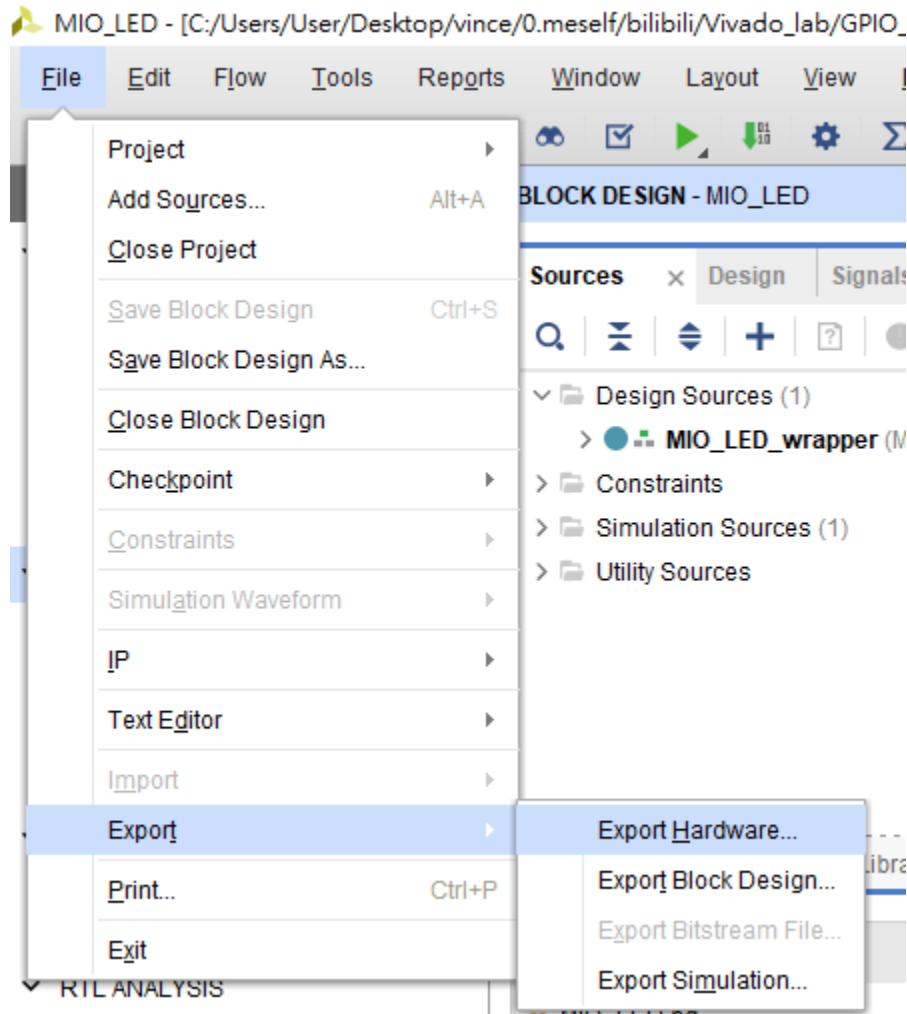 MIO_LED - [C:/Users/User/Desktop/vince/0.meself/bilibili/Vivado_lab/GPIO_
File Edit Flow Tools Reports Window Layout View
Project
Add Sources... Alt+A
Close Project
Save Block Design Ctrl+S
Save Block Design As...
Close Block Design
Checkpoint
Constraints
Simulation Waveform
IP
Text Editor
Import
Export
Print... Ctrl+P
Exit
BLOCK DESIGN - MIO_LED
Sources × Design Signals
Design Sources (1)
MIO_LED_wrapper (M
Constraints
Simulation Sources (1)
Utility Sources
Export Hardware...
Export Block Design...
Export Bitstream File...
Export Simulation...
RTL ANALYSIS